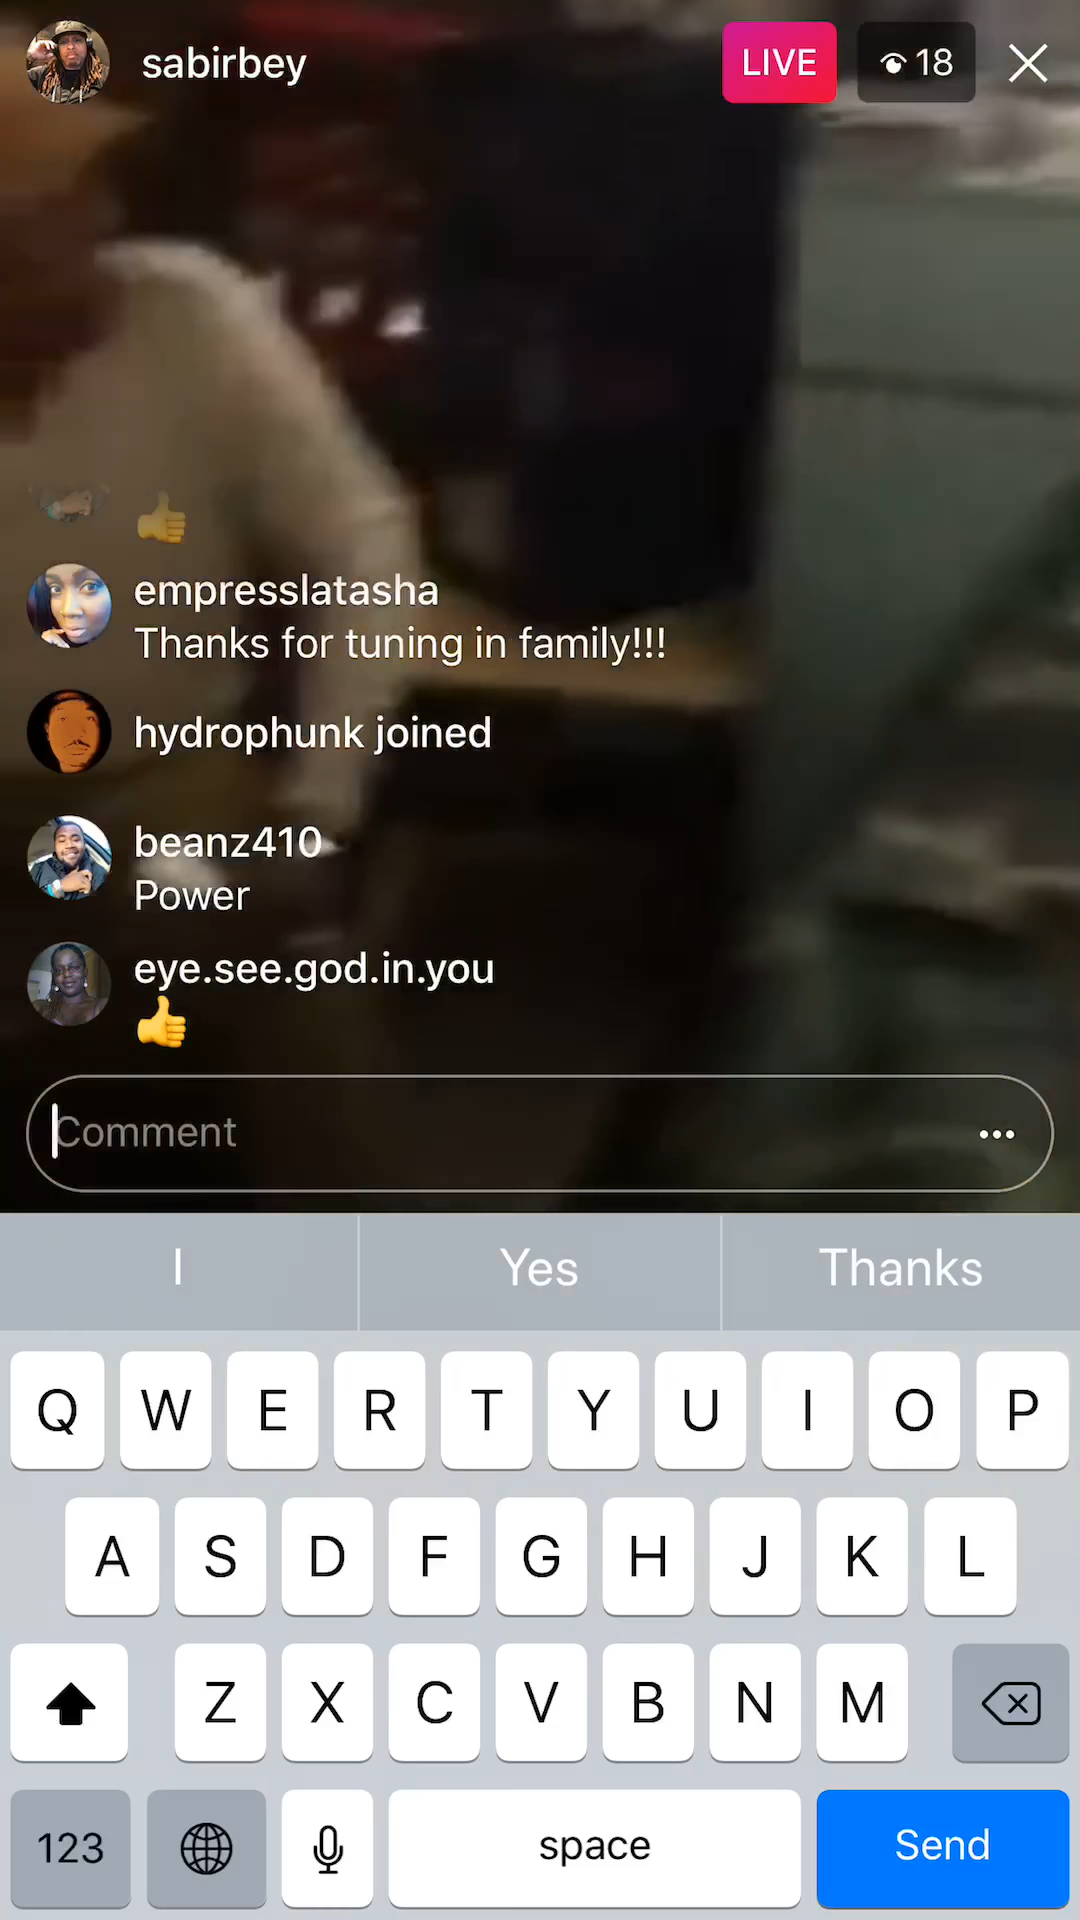 sabirbey LIVE 18
👍
empresslatasha
Thanks for tuning in family!!!
hydrophunk joined
beanz410
Power
eye.see.god.in.you
👍
Comment
I Yes Thanks
Q W E R T Y U I O P
A S D F G H J K L
Z X C V B N M
123 space Send